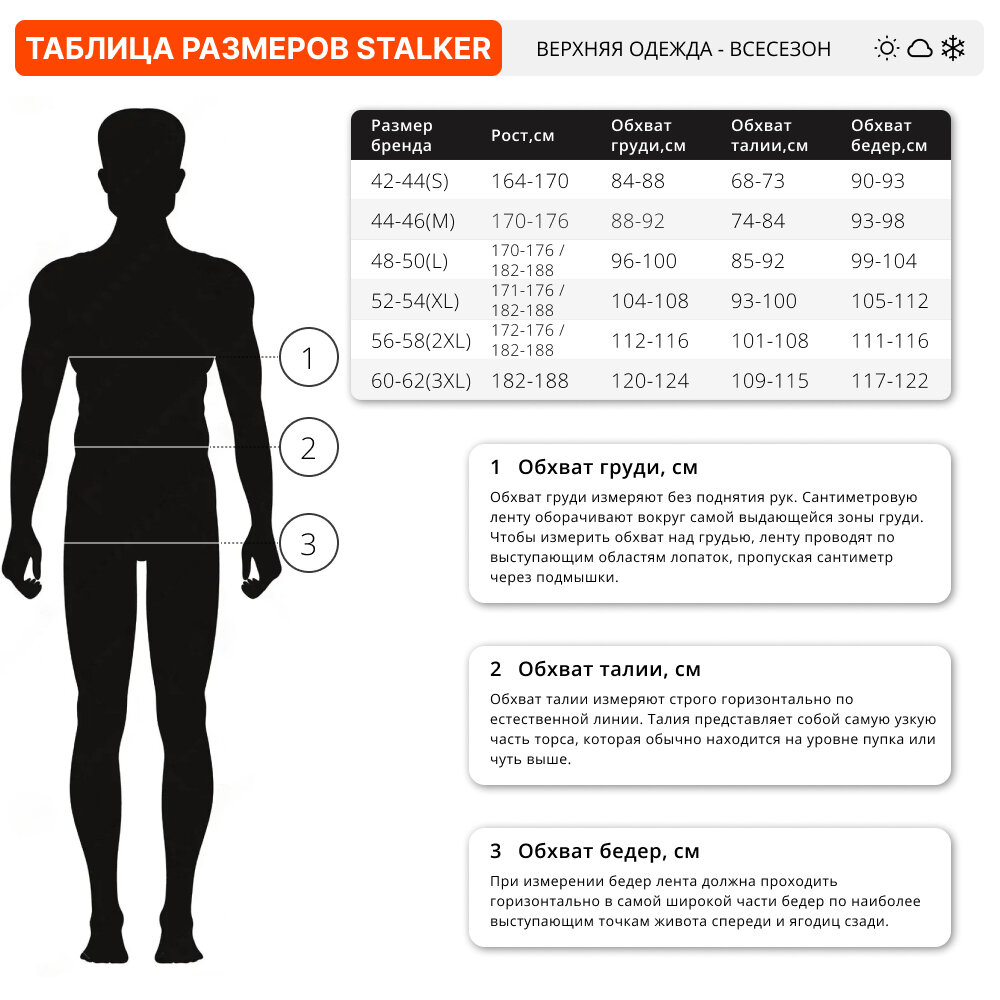 ТАБЛИЦА РАЗМЕРОВ STALKER
ВЕРХНЯЯ ОДЕЖДА - ВСЕСЕЗОН
Размер бренда Рост,см Обхват груди,см Обхват талии,см Обхват бедер,см
42-44(S) 164-170 84-88 68-73 90-93
44-46(M) 170-176 88-92 74-84 93-98
48-50(L) 170-176 / 182-188 96-100 85-92 99-104
52-54(XL) 171-176 / 182-188 104-108 93-100 105-112
56-58(2XL) 172-176 / 182-188 112-116 101-108 111-116
60-62(3XL) 182-188 120-124 109-115 117-122
1
2
3
1 Обхват груди, см
Обхват груди измеряют без поднятия рук. Сантиметровую
ленту оборачивают вокруг самой выдающейся зоны груди.
Чтобы измерить обхват над грудью, ленту проводят по
выступающим областям лопаток, пропуская сантиметр
через подмышки.
2 Обхват талии, см
Обхват талии измеряют строго горизонтально по
естественной линии. Талия представляет собой самую узкую
часть торса, которая обычно находится на уровне пупка или
чуть выше.
3 Обхват бедер, см
При измерении бедер лента должна проходить
горизонтально в самой широкой части бедер по наиболее
выступающим точкам живота спереди и ягодиц сзади.